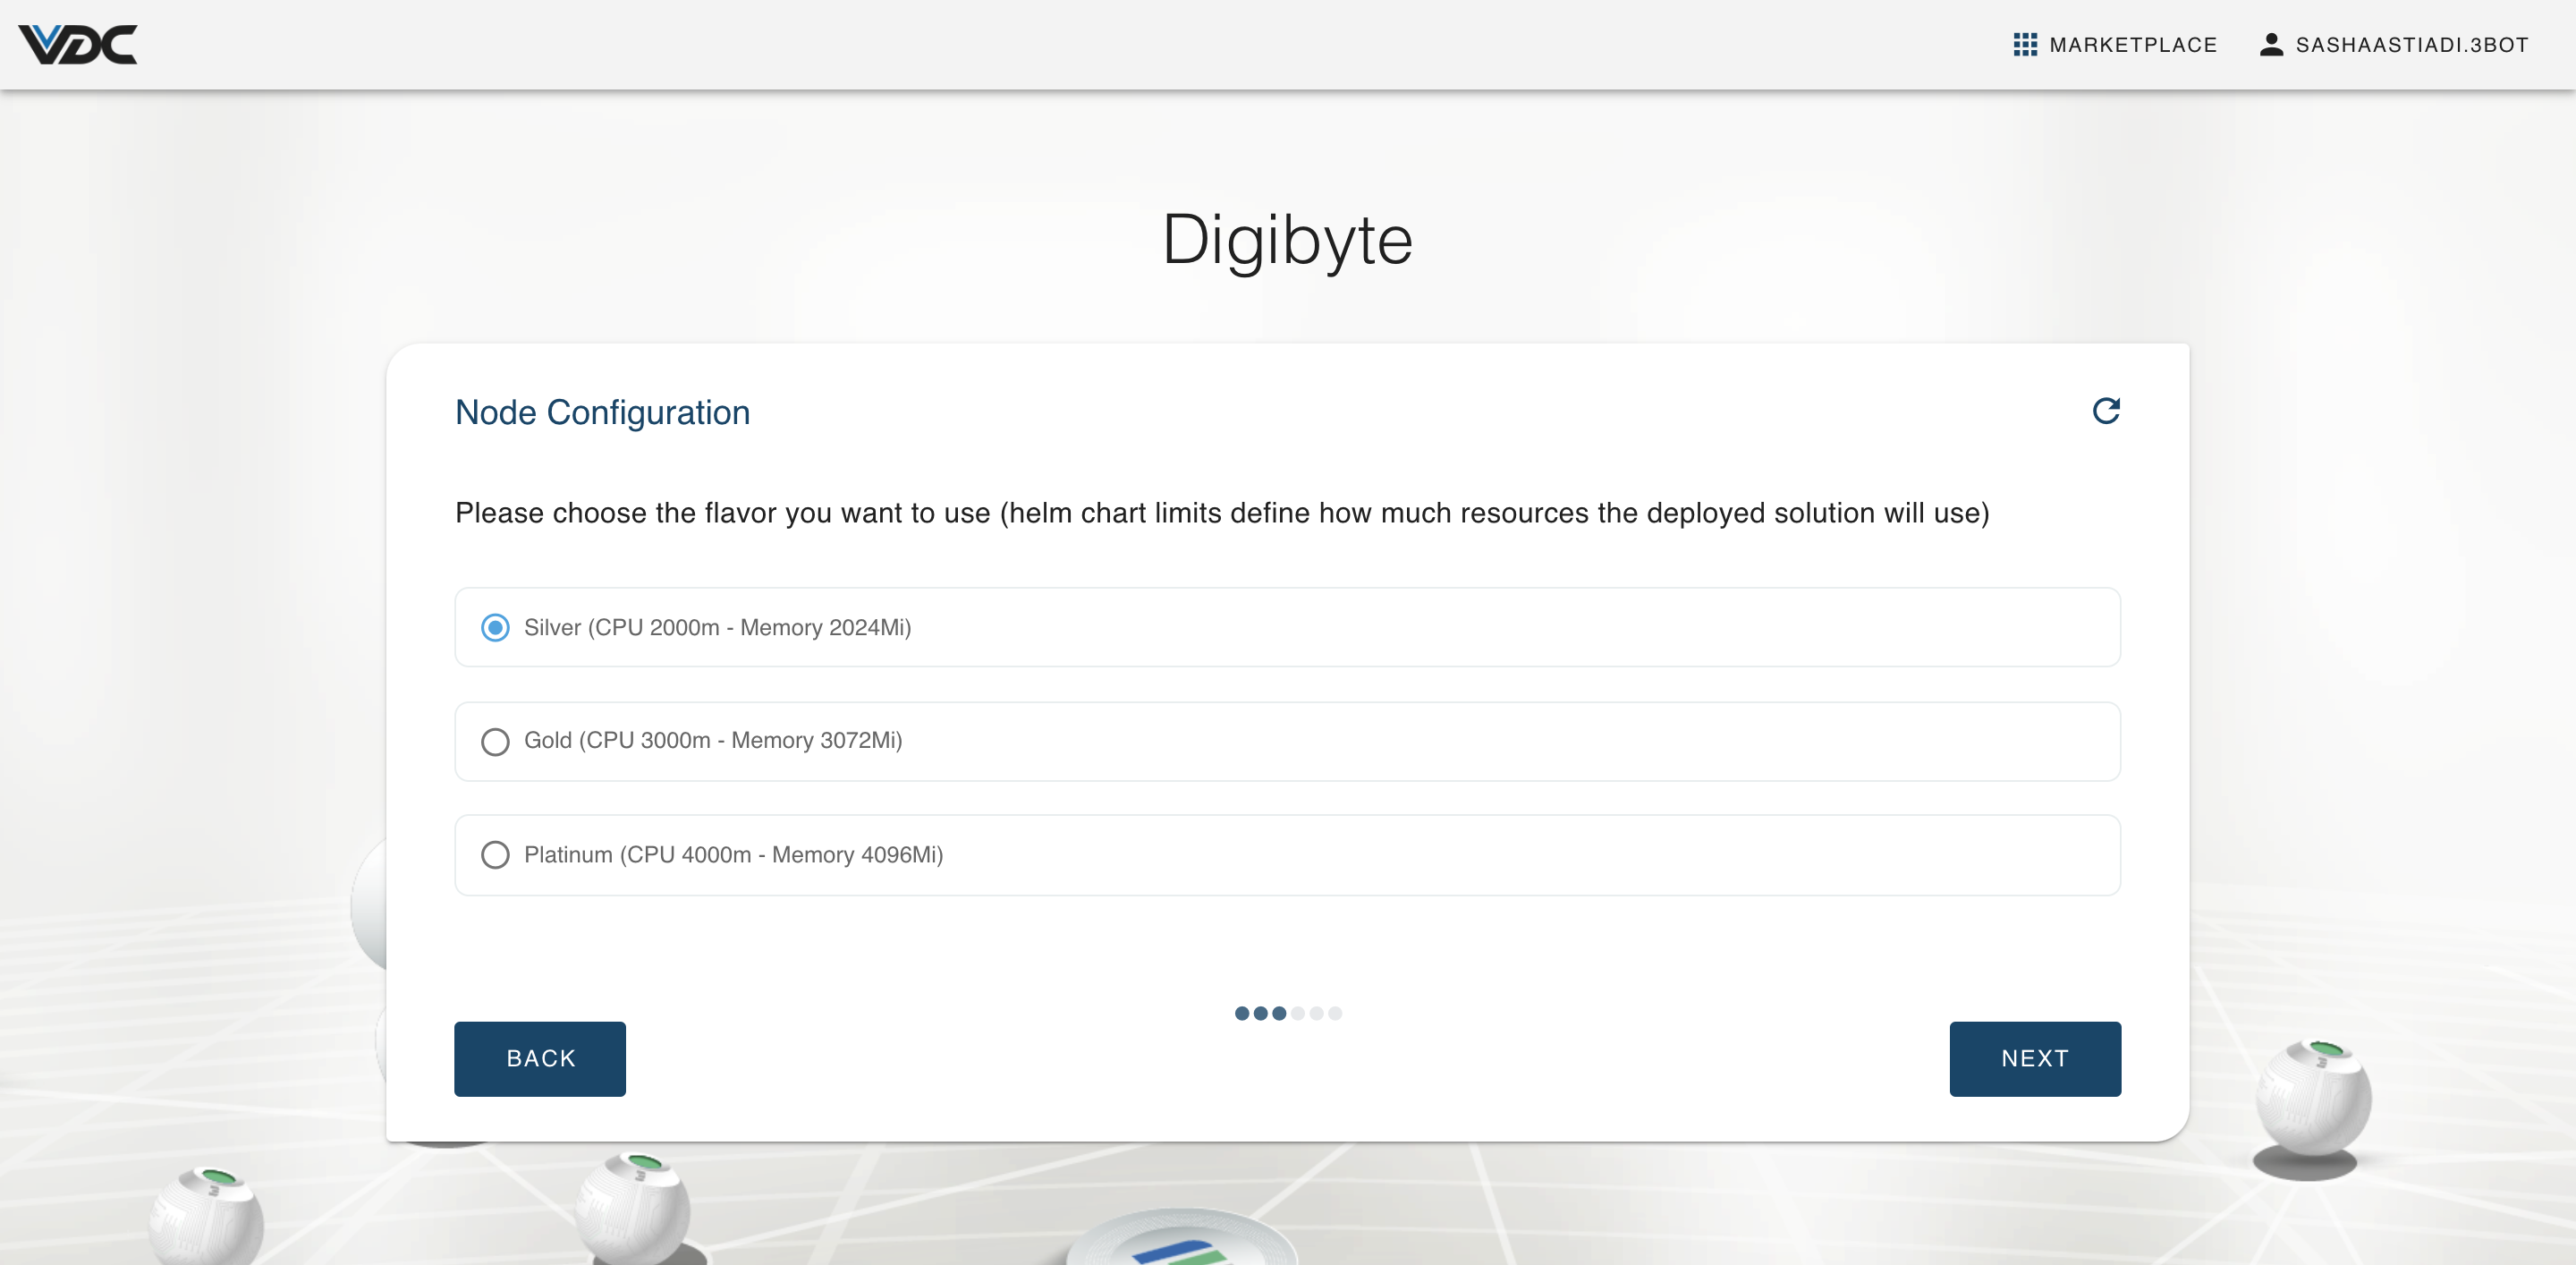 VDC
MARKETPLACE
SASHAASTIADI.3BOT
Digibyte
Node Configuration
Please choose the flavor you want to use (helm chart limits define how much resources the deployed solution will use)
Silver (CPU 2000m - Memory 2024Mi)
Gold (CPU 3000m - Memory 3072Mi)
Platinum (CPU 4000m - Memory 4096Mi)
BACK
NEXT